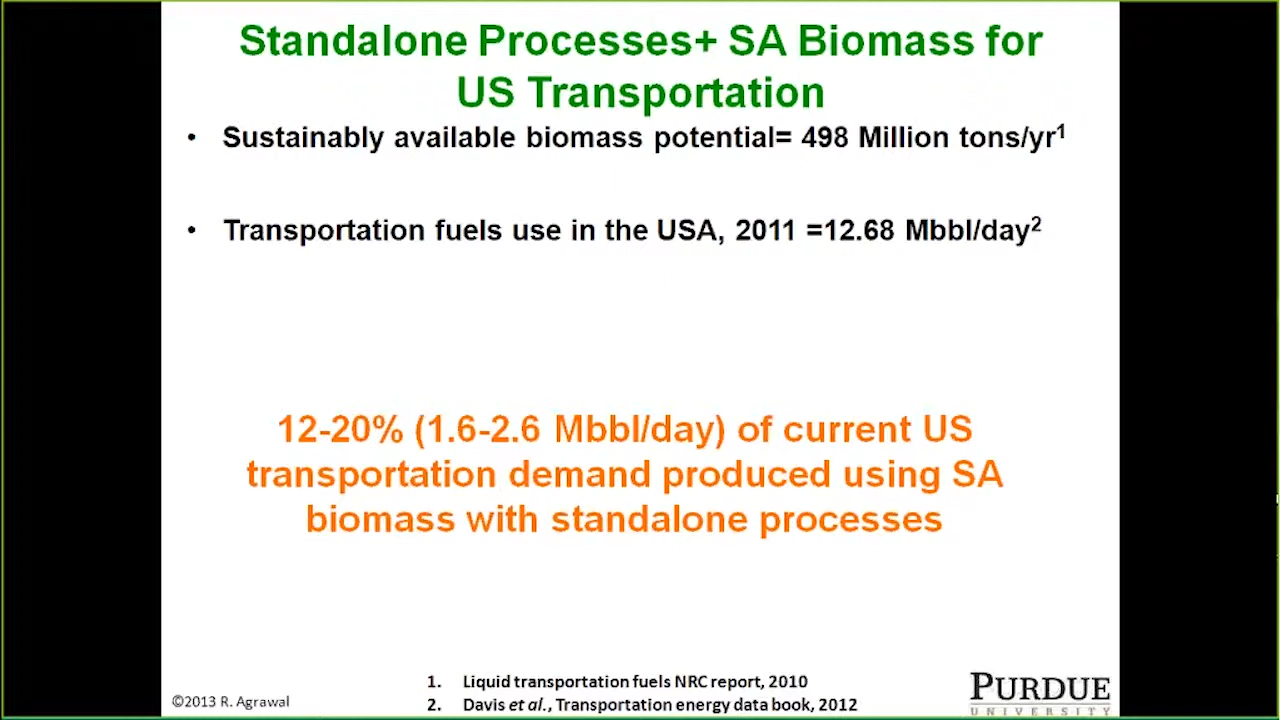 Standalone Processes+ SA Biomass for
US Transportation
• Sustainably available biomass potential= 498 Million tons/yr¹
• Transportation fuels use in the USA, 2011 =12.68 Mbbl/day²
12-20% (1.6-2.6 Mbbl/day) of current US
transportation demand produced using SA
biomass with standalone processes
1. Liquid transportation fuels NRC report, 2010
2. Davis et al., Transportation energy data book, 2012
©2013 R. Agrawal
PURDUE
UNIVERSITY